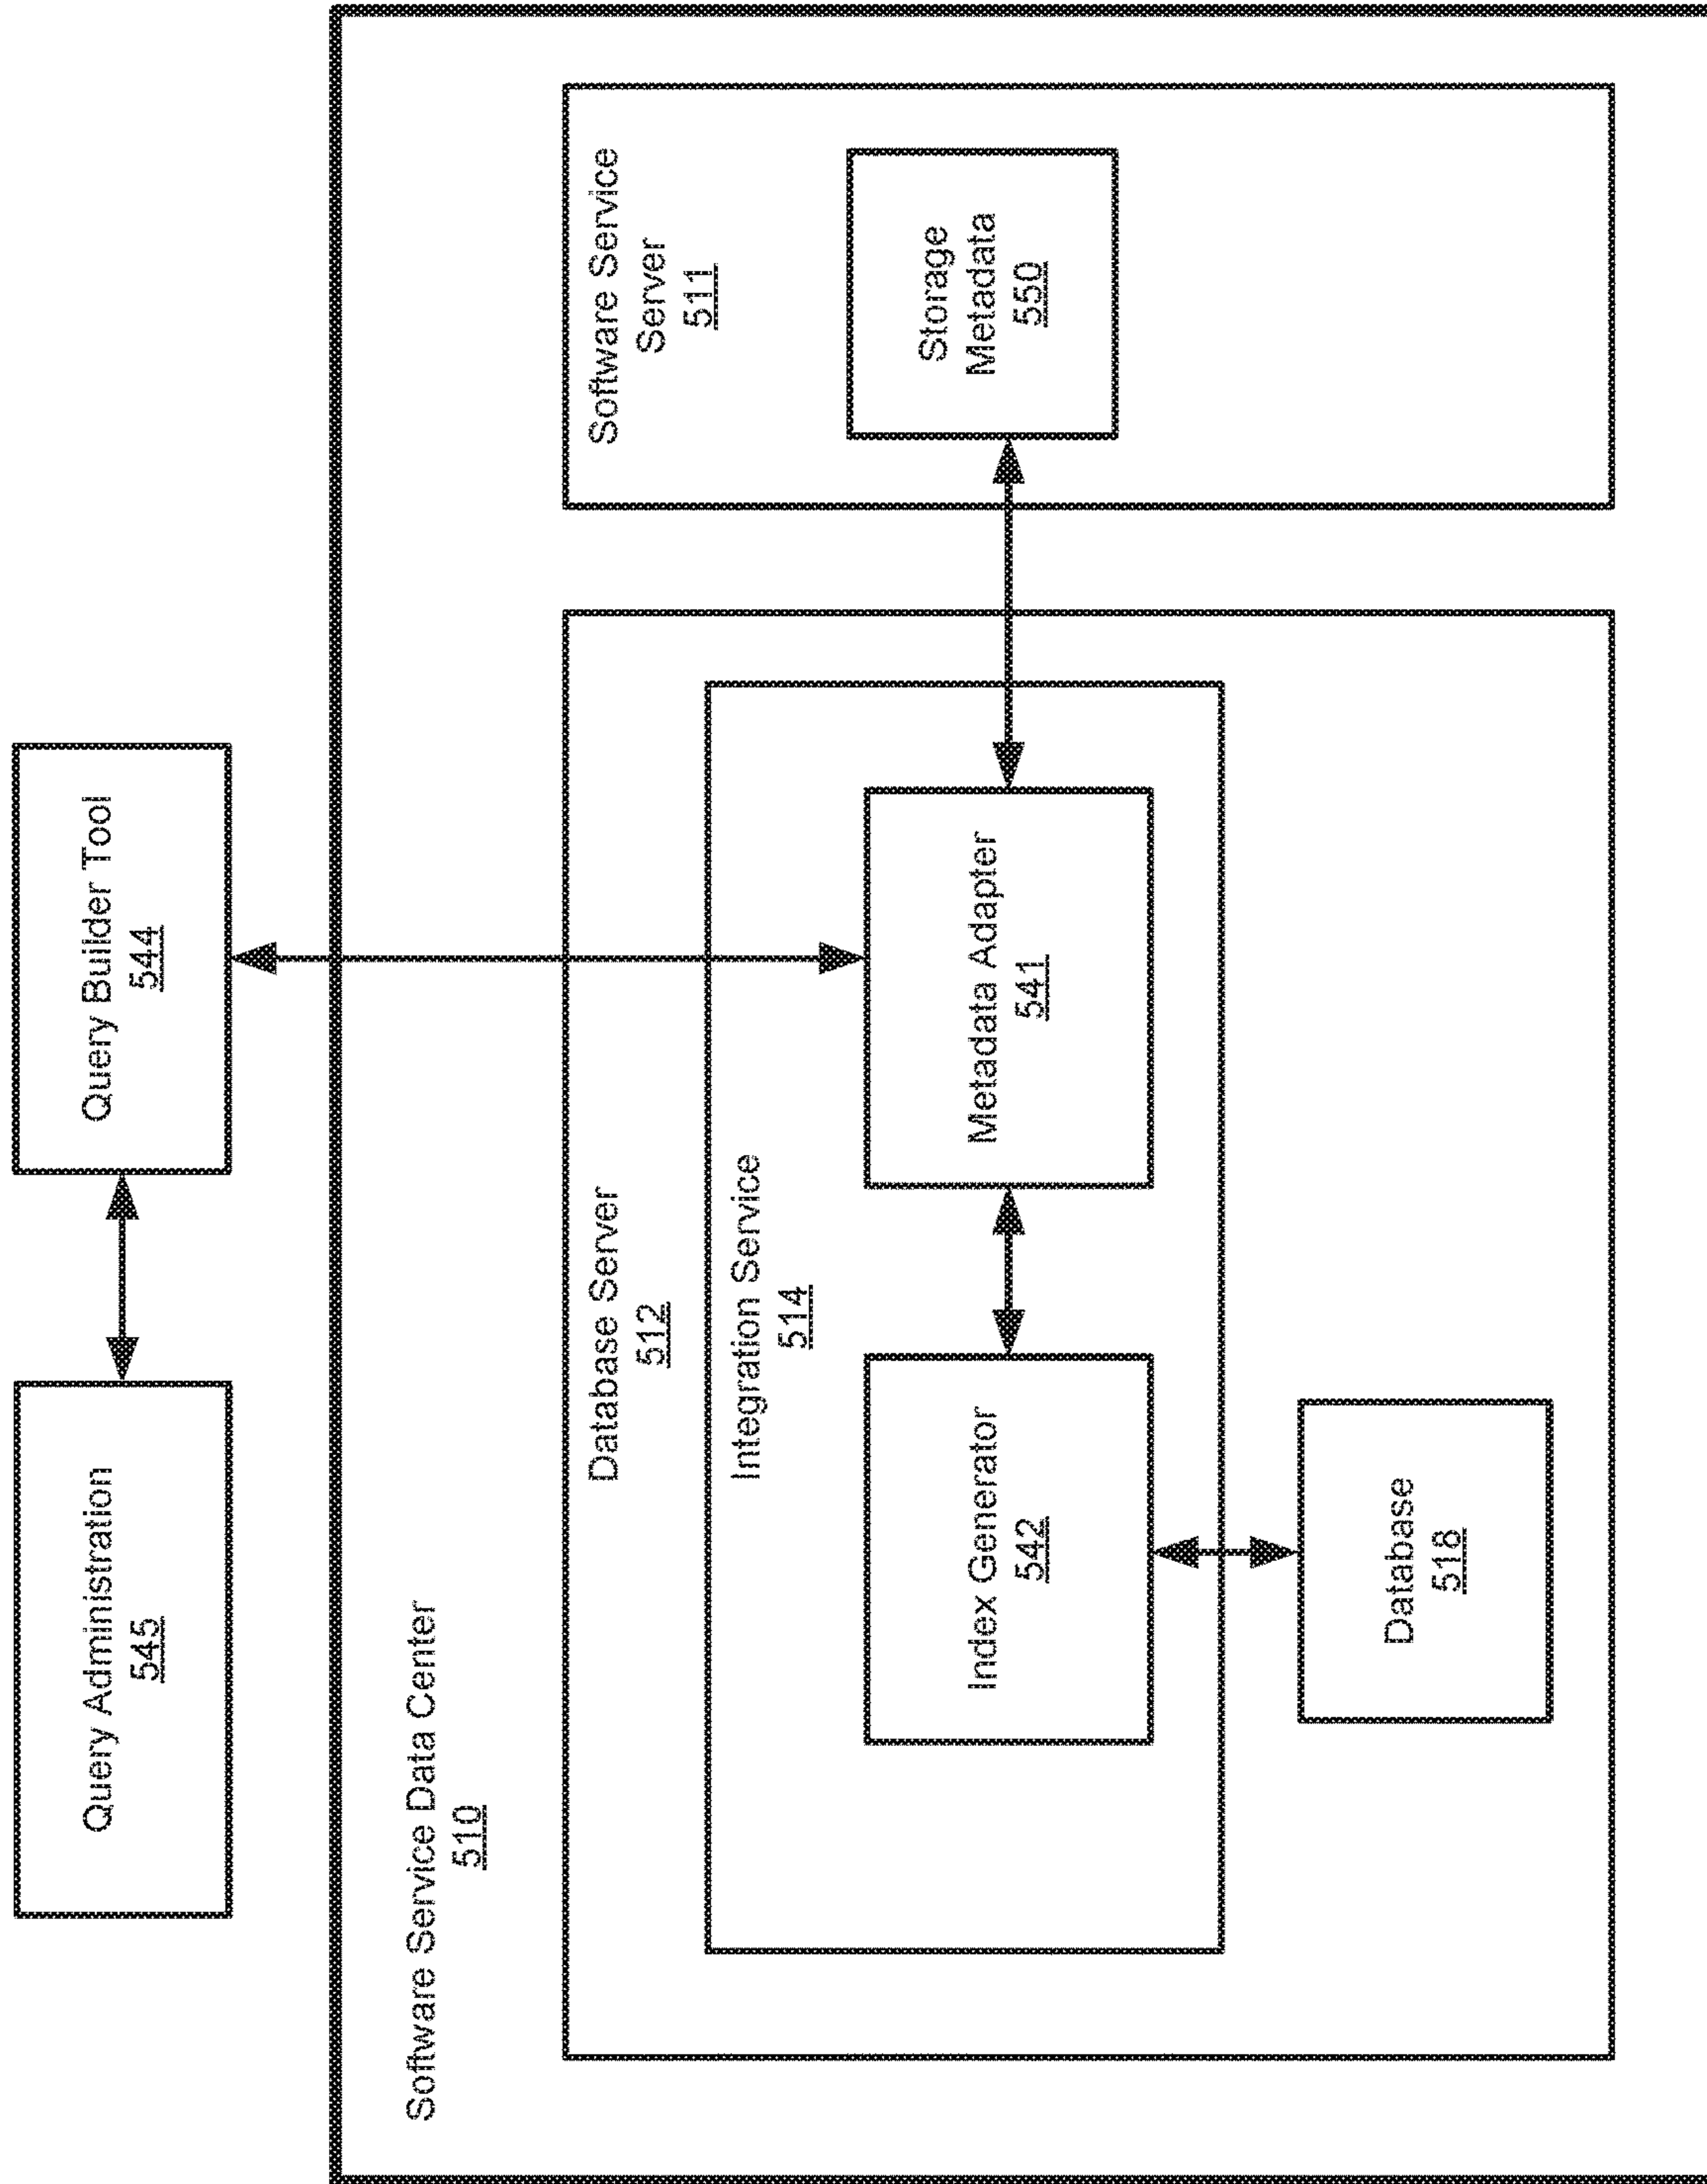 Query Administration
545
Query Builder Tool
544
Software Service Data Center
510
Database Server
512
Integration Service
514
Index Generator
542
Metadata Adapter
541
Database
518
Software Service
Server
511
Storage
Metadata
550